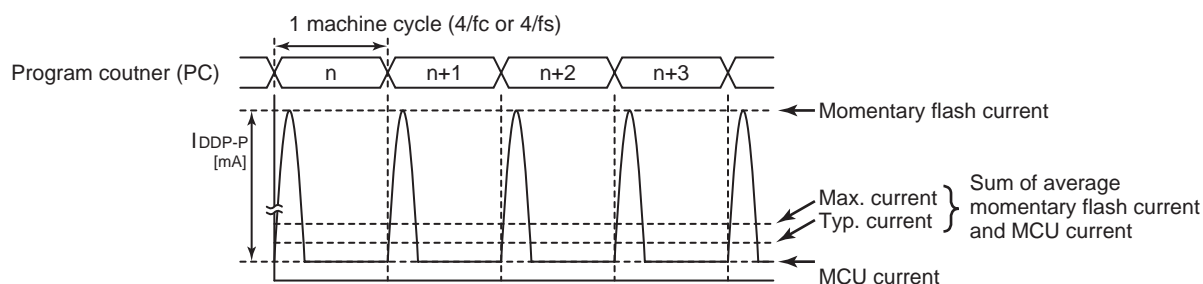 1 machine cycle (4/fc or 4/fs)
Program coutner (PC)
n
n+1
n+2
n+3
Momentary flash current
IDDP-P
[mA]
Max. current
Typ. current
Sum of average
momentary flash current
and MCU current
MCU current